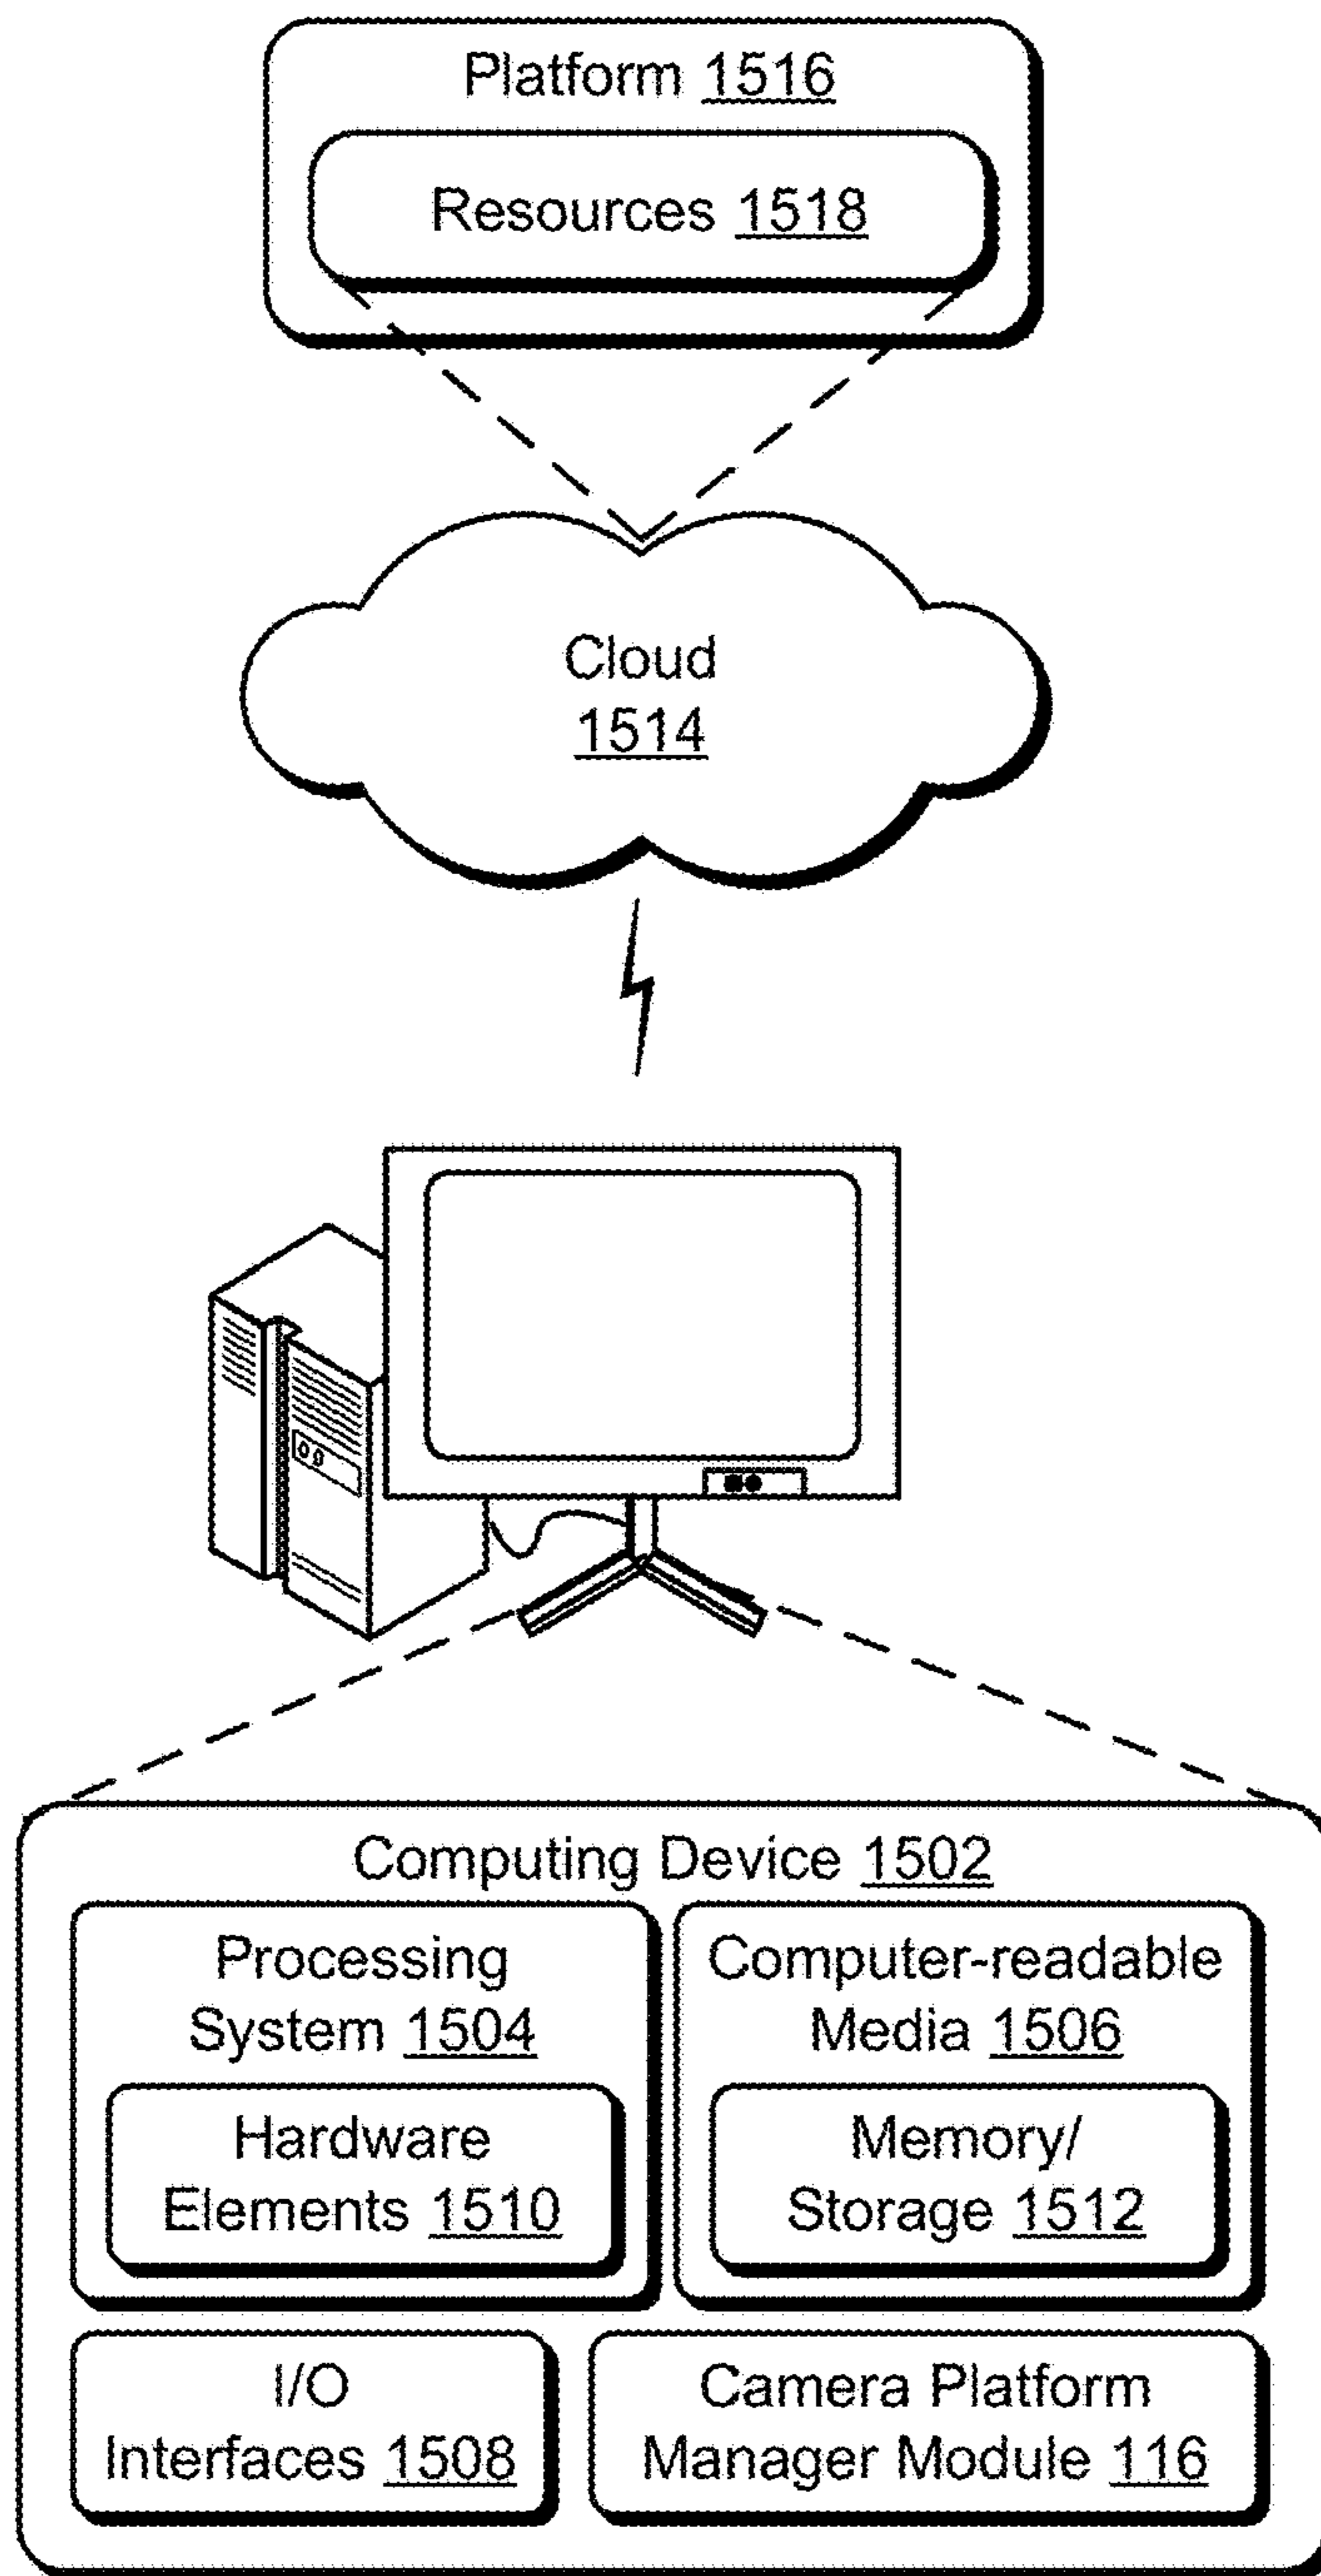 Platform 1516
Resources 1518
Cloud
1514
Computing Device 1502
Processing
System 1504
Hardware
Elements 1510
Computer-readable
Media 1506
Memory/
Storage 1512
I/O
Interfaces 1508
Camera Platform
Manager Module 116